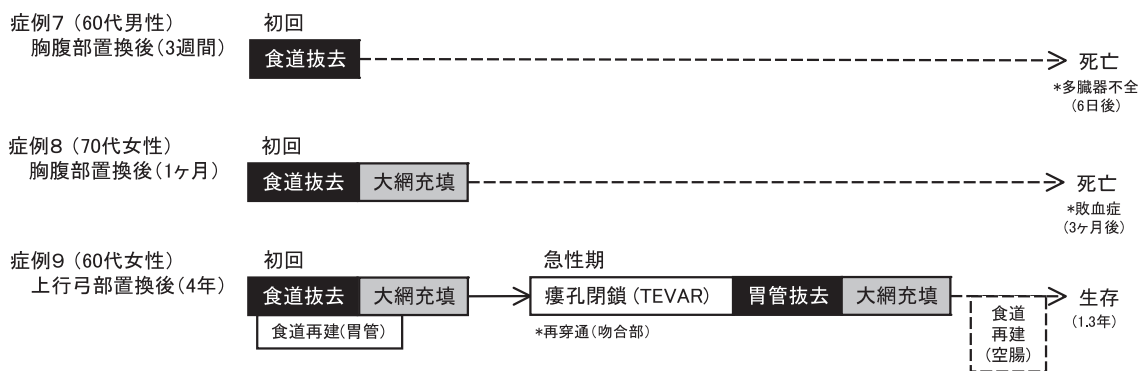 症例7（60代男性）
胸腹部置換後（3週間）
初回
食道抜去
死亡
*多臓器不全
（6日後）
症例8（70代女性）
胸腹部置換後（1ヶ月）
初回
食道抜去
大網充填
死亡
*敗血症
（3ヶ月後）
症例9（60代女性）
上行弓部置換後（4年）
初回
食道抜去
大網充填
食道再建（胃管）
急性期
瘻孔閉鎖（TEVAR）
胃管抜去
大網充填
*再穿通（吻合部）
食道
再建
（空腸）
生存
（1.3年）